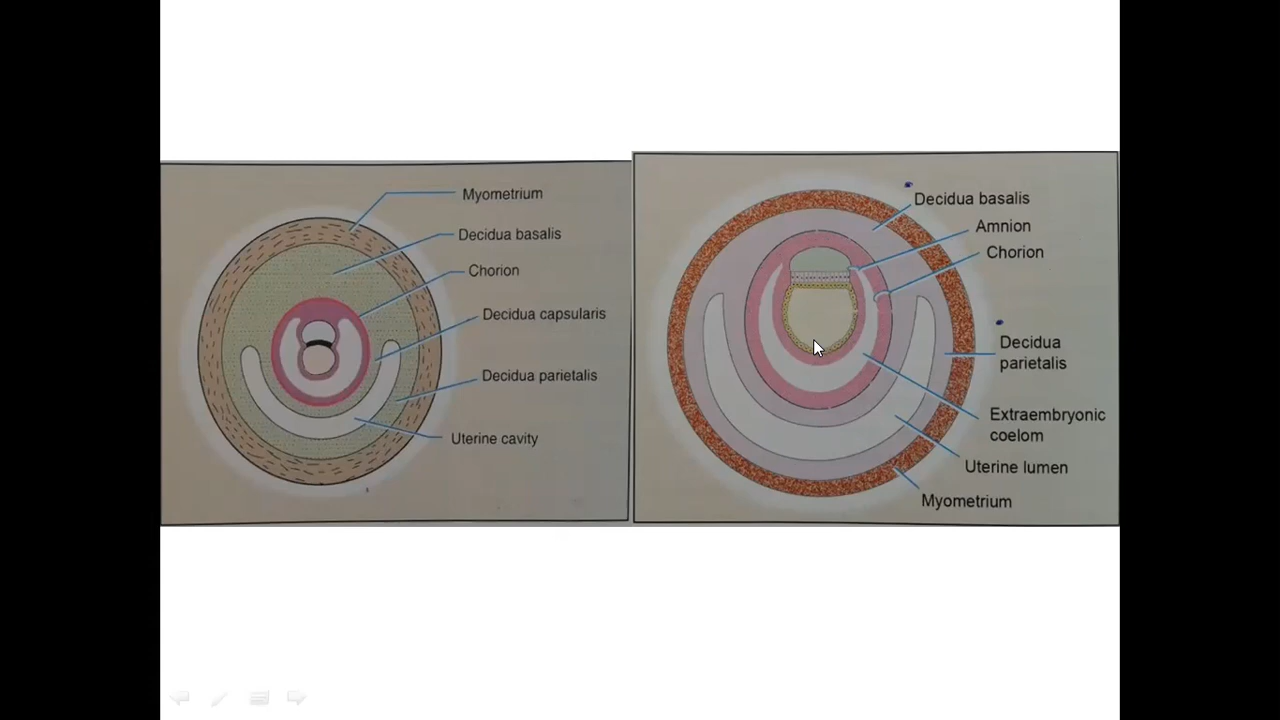 Myometrium
Decidua basalis
Chorion
Decidua capsularis
Decidua parietalis
Uterine cavity
Decidua basalis
Amnion
Chorion
Decidua
parietalis
Extraembryonic
coelom
Uterine lumen
Myometrium